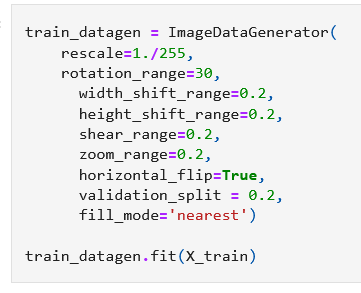 train_datagen = ImageDataGenerator(
    rescale=1./255,
    rotation_range=30,
      width_shift_range=0.2,
      height_shift_range=0.2,
      shear_range=0.2,
      zoom_range=0.2,
      horizontal_flip=True,
      validation_split = 0.2,
      fill_mode='nearest')

train_datagen.fit(X_train)